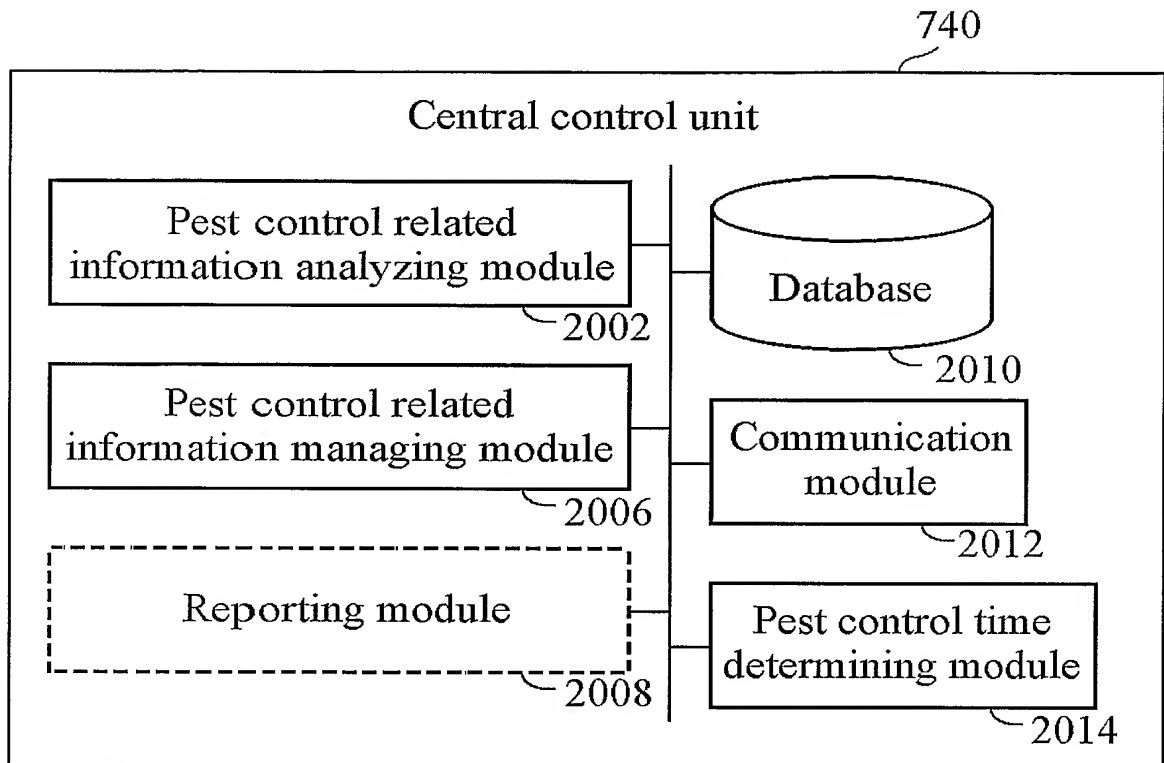 740
Central control unit
Pest control related
information analyzing module
2002
Database
2010
Pest control related
information managing module
2006
Communication
module
2012
Reporting module
2008
Pest control time
determining module
2014